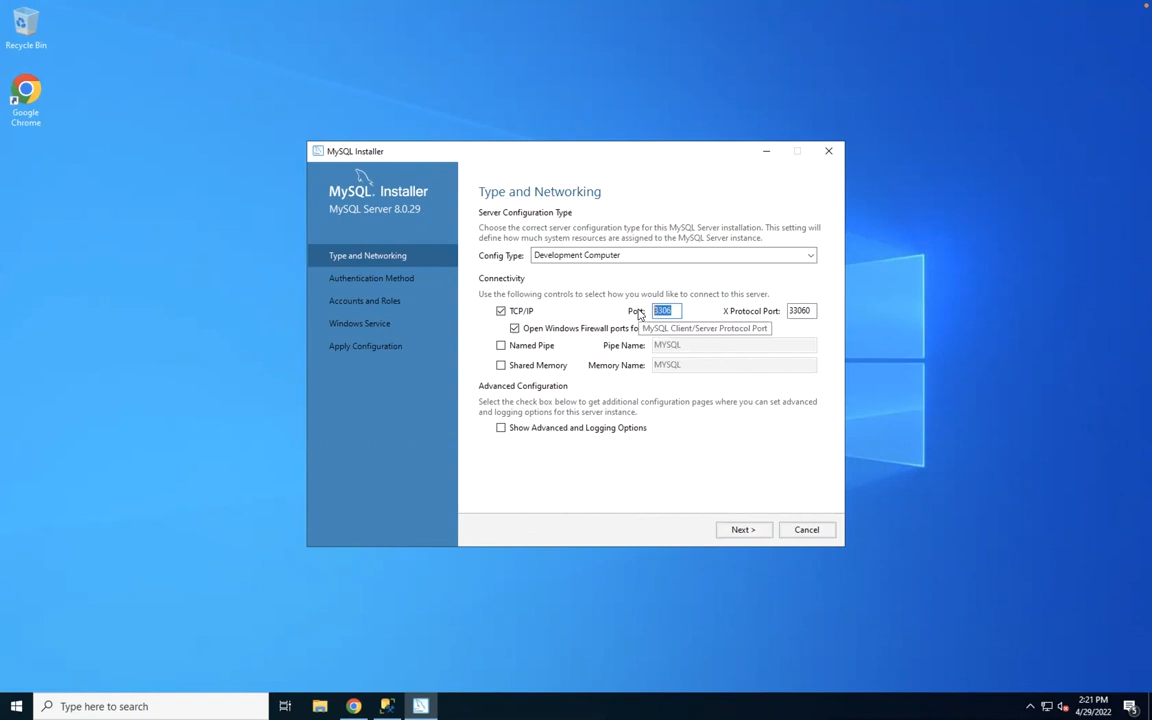 Recycle Bin
Google
Chrome
MySQL Installer
MySQL. Installer
MySQL Server 8.0.29
Type and Networking
Authentication Method
Accounts and Roles
Windows Service
Apply Configuration
Type and Networking
Server Configuration Type
Choose the correct server configuration type for this MySQL Server installation. This setting will
define how much system resources are assigned to the MySQL Server instance.
Config Type: Development Computer
Connectivity
Use the following controls to select how you would like to connect to this server.
TCP/IP Port: 3306 X Protocol Port: 33060
Open Windows Firewall ports fo
MySQL Client/Server Protocol Port
Named Pipe Pipe Name: MYSQL
Shared Memory Memory Name: MYSQL
Advanced Configuration
Select the check box below to get additional configuration pages where you can set advanced
and logging options for this server instance.
Show Advanced and Logging Options
Next > Cancel
Type here to search
2:21 PM
4/29/2022
5